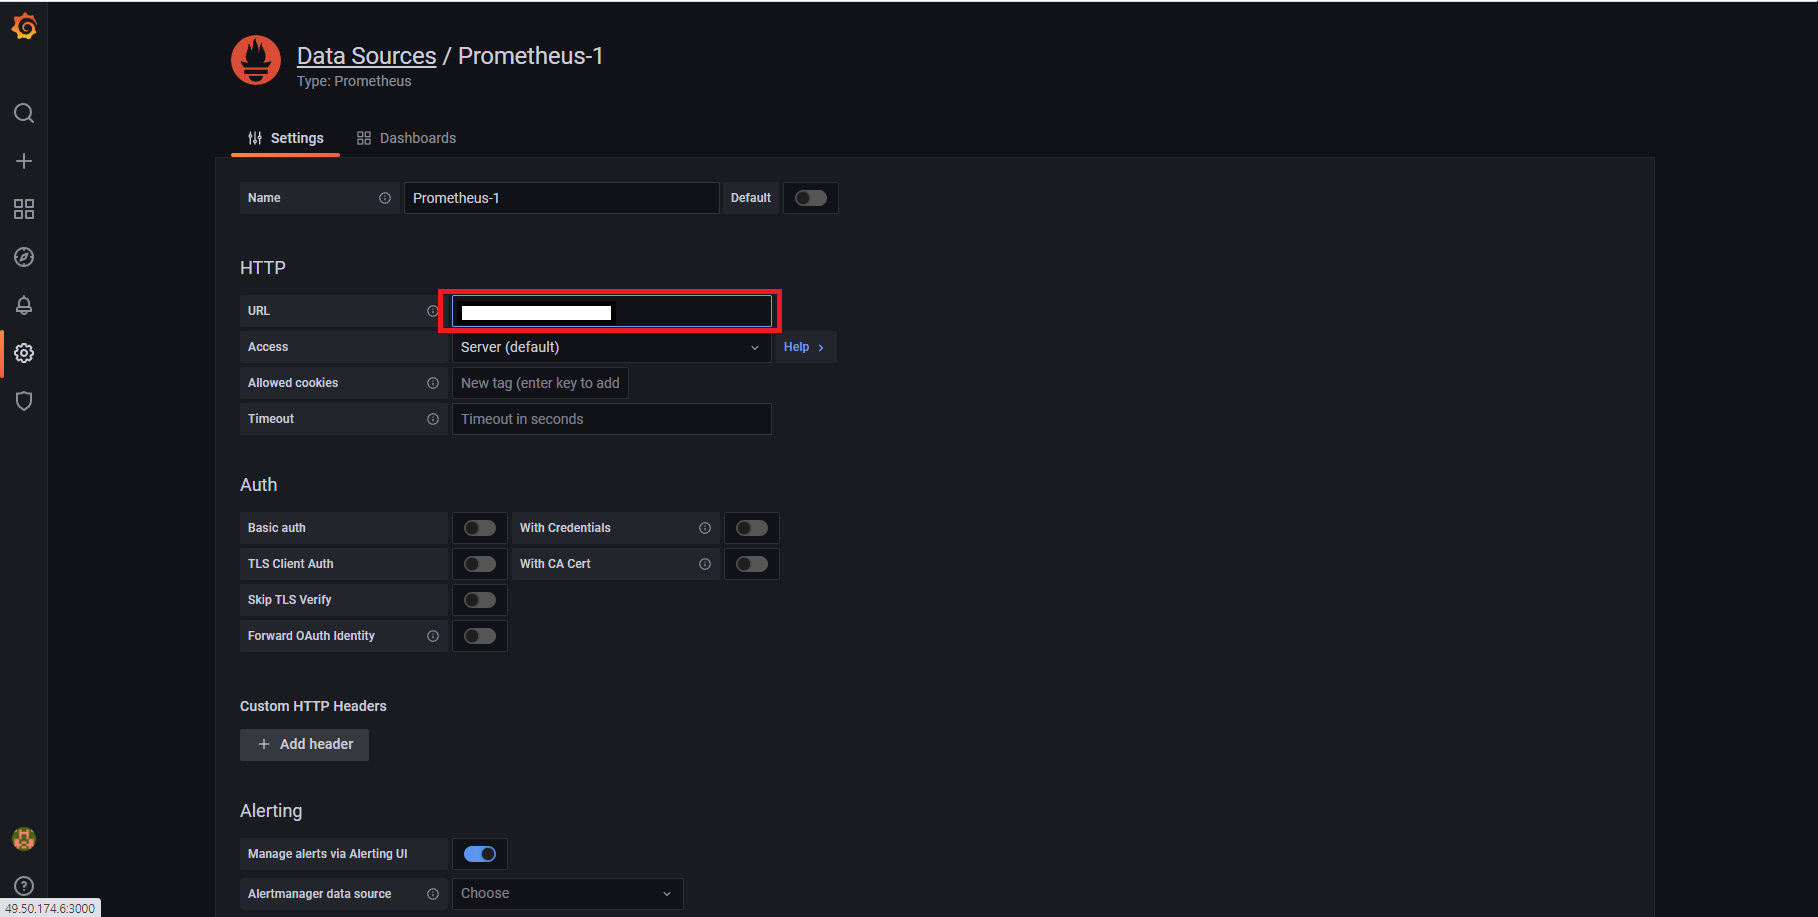 Data Sources / Prometheus-1
Type: Prometheus
Settings Dashboards
Name Prometheus-1 Default
HTTP
URL
Access Server (default) Help
Allowed cookies New tag (enter key to add
Timeout Timeout in seconds
Auth
Basic auth With Credentials
TLS Client Auth With CA Cert
Skip TLS Verify
Forward OAuth Identity
Custom HTTP Headers
Add header
Alerting
Manage alerts via Alerting UI
Alertmanager data source Choose
49.50.174.6:3000